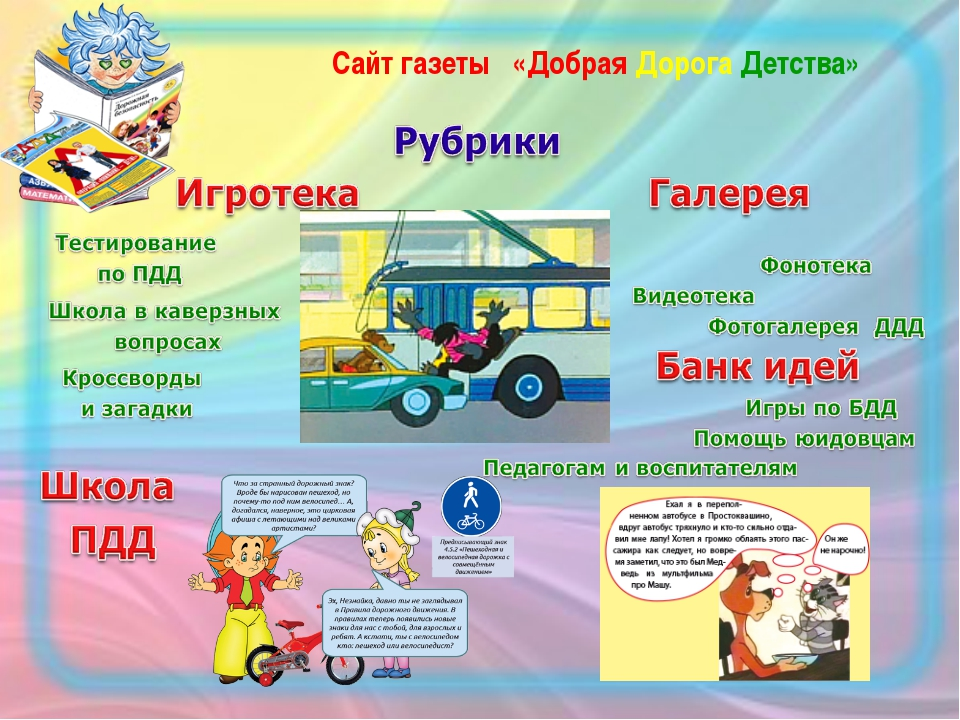 Сайт газеты «Добрая Дорога Детства»
Дорожная
безопасность
АЗБ
МАТЕМАТИ
Рубрики
Игротека
Тестирование
по ПДД
Школа в каверзных
вопросах
Кроссворды
и загадки
Галерея
Фонотека
Видеотека
Фотогалерея ДДД
Банк идей
Игры по БДД
Помощь юидовцам
Педагогам и воспитателям
Школа
ПДД
Что за странный дорожный знак?
Вроде бы нарисован пешеход, но
почему-то под ним велосипед... А,
догадался, наверное, это цирковая
афиша с летающими над великами
артистами?
Предписывающий знак
4.5.2 «Пешеходная и
велосипедная дорожка с
совмещённым
движением»
Эх, Незнайка, давно ты не заглядывал
в Правила дорожного движения. В
правилах теперь появились новые
знаки для нас с тобой, для взрослых и
ребят. А кстати, ты с велосипедом
кто: пешеход или велосипедист?
Ехал я в перепол-
ненном автобусе в Простоквашино,
вдруг автобус тряхнуло и кто-то сильно отда-
вил мне лапу! Хотел я громко облаять этого пас-
сажира как следует, но вовре-
мя заметил, что это был Мед-
ведь из мультфильма
про Машу.
Он же
не нарочно!